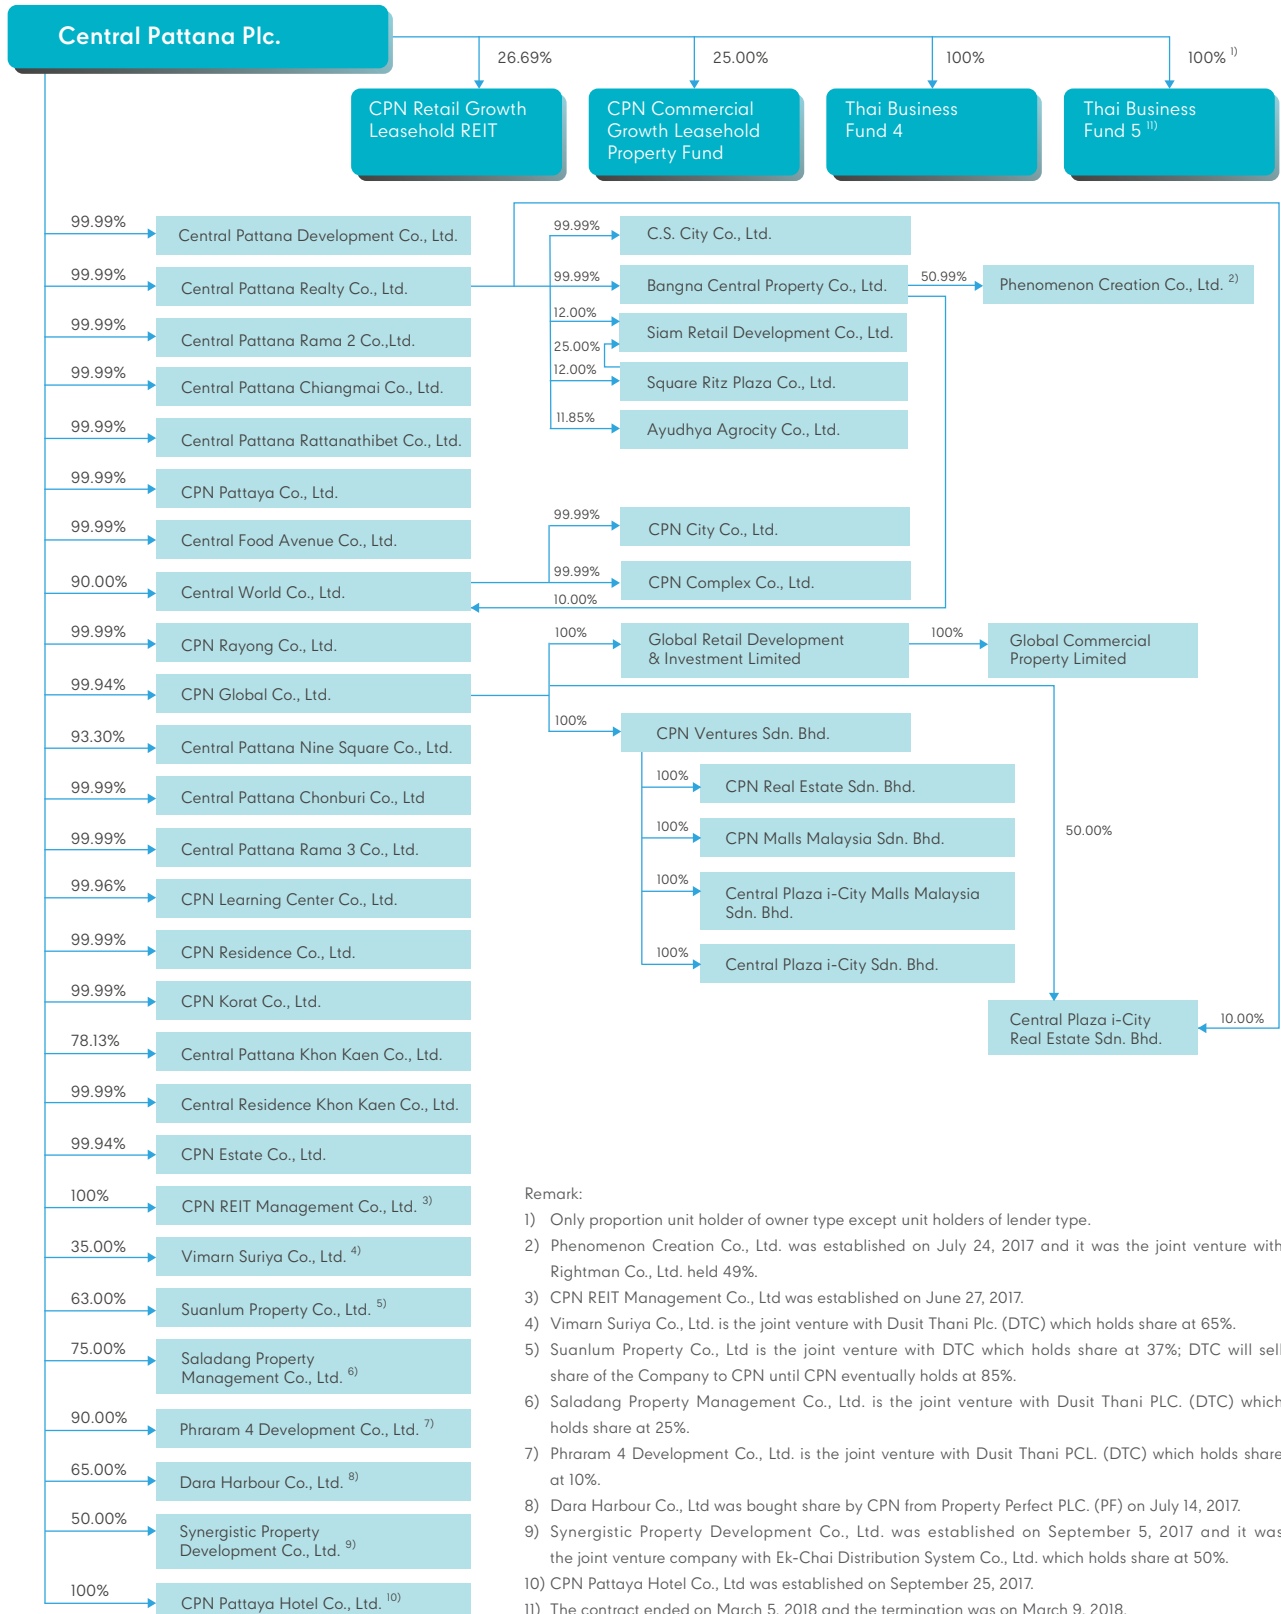 Central Pattana Plc.
26.69%
25.00%
100%
100% 1)
CPN Retail Growth
Leasehold REIT
CPN Commercial
Growth Leasehold
Property Fund
Thai Business
Fund 4
Thai Business
Fund 5 11)
99.99%
Central Pattana Development Co., Ltd.
99.99%
Central Pattana Realty Co., Ltd.
99.99%
Central Pattana Rama 2 Co.,Ltd.
99.99%
Central Pattana Chiangmai Co., Ltd.
99.99%
Central Pattana Rattanathibet Co., Ltd.
99.99%
CPN Pattaya Co., Ltd.
99.99%
Central Food Avenue Co., Ltd.
90.00%
Central World Co., Ltd.
99.99%
CPN Rayong Co., Ltd.
99.94%
CPN Global Co., Ltd.
93.30%
Central Pattana Nine Square Co., Ltd.
99.99%
Central Pattana Chonburi Co., Ltd
99.99%
Central Pattana Rama 3 Co., Ltd.
99.96%
CPN Learning Center Co., Ltd.
99.99%
CPN Residence Co., Ltd.
99.99%
CPN Korat Co., Ltd.
78.13%
Central Pattana Khon Kaen Co., Ltd.
99.99%
Central Residence Khon Kaen Co., Ltd.
99.94%
CPN Estate Co., Ltd.
100%
CPN REIT Management Co., Ltd. 3)
35.00%
Vimarn Suriya Co., Ltd. 4)
63.00%
Suanlum Property Co., Ltd. 5)
75.00%
Saladang Property
Management Co., Ltd. 6)
90.00%
Phraram 4 Development Co., Ltd. 7)
65.00%
Dara Harbour Co., Ltd. 8)
50.00%
Synergistic Property
Development Co., Ltd. 9)
100%
CPN Pattaya Hotel Co., Ltd. 10)
99.99%
C.S. City Co., Ltd.
99.99%
Bangna Central Property Co., Ltd.
50.99%
Phenomenon Creation Co., Ltd. 2)
12.00%
Siam Retail Development Co., Ltd.
25.00%
12.00%
Square Ritz Plaza Co., Ltd.
11.85%
Ayudhya Agrocity Co., Ltd.
99.99%
CPN City Co., Ltd.
99.99%
CPN Complex Co., Ltd.
10.00%
100%
Global Retail Development
& Investment Limited
100%
Global Commercial
Property Limited
100%
CPN Ventures Sdn. Bhd.
100%
CPN Real Estate Sdn. Bhd.
100%
CPN Malls Malaysia Sdn. Bhd.
50.00%
100%
Central Plaza i-City Malls Malaysia
Sdn. Bhd.
100%
Central Plaza i-City Sdn. Bhd.
Central Plaza i-City
Real Estate Sdn. Bhd.
10.00%
Remark:
1) Only proportion unit holder of owner type except unit holders of lender type.
2) Phenomenon Creation Co., Ltd. was established on July 24, 2017 and it was the joint venture with
Rightman Co., Ltd. held 49%.
3) CPN REIT Management Co., Ltd was established on June 27, 2017.
4) Vimarn Suriya Co., Ltd. is the joint venture with Dusit Thani Plc. (DTC) which holds share at 65%.
5) Suanlum Property Co., Ltd is the joint venture with DTC which holds share at 37%; DTC will sell
share of the Company to CPN until CPN eventually holds at 85%.
6) Saladang Property Management Co., Ltd. is the joint venture with Dusit Thani PLC. (DTC) which
holds share at 25%.
7) Phraram 4 Development Co., Ltd. is the joint venture with Dusit Thani PCL. (DTC) which holds share
at 10%.
8) Dara Harbour Co., Ltd was bought share by CPN from Property Perfect PLC. (PF) on July 14, 2017.
9) Synergistic Property Development Co., Ltd. was established on September 5, 2017 and it was
the joint venture company with Ek-Chai Distribution System Co., Ltd. which holds share at 50%.
10) CPN Pattaya Hotel Co., Ltd was established on September 25, 2017.
11) The contract ended on March 5, 2018 and the termination was on March 9, 2018.